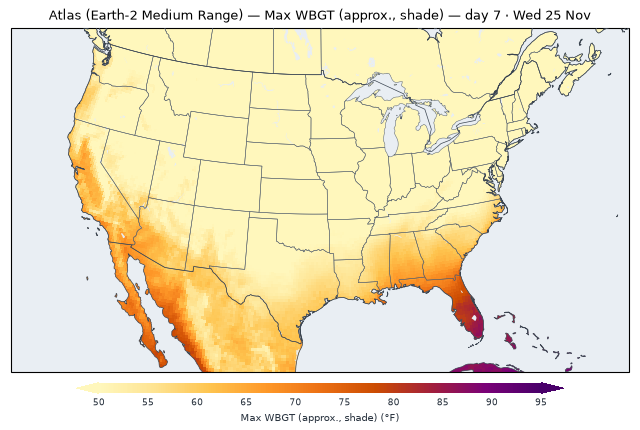 Atlas (Earth-2 Medium Range) — Max WBGT (approx., shade) — day 7 · Wed 25 Nov
50 55 60 65 70 75 80 85 90 95
Max WBGT (approx., shade) (°F)